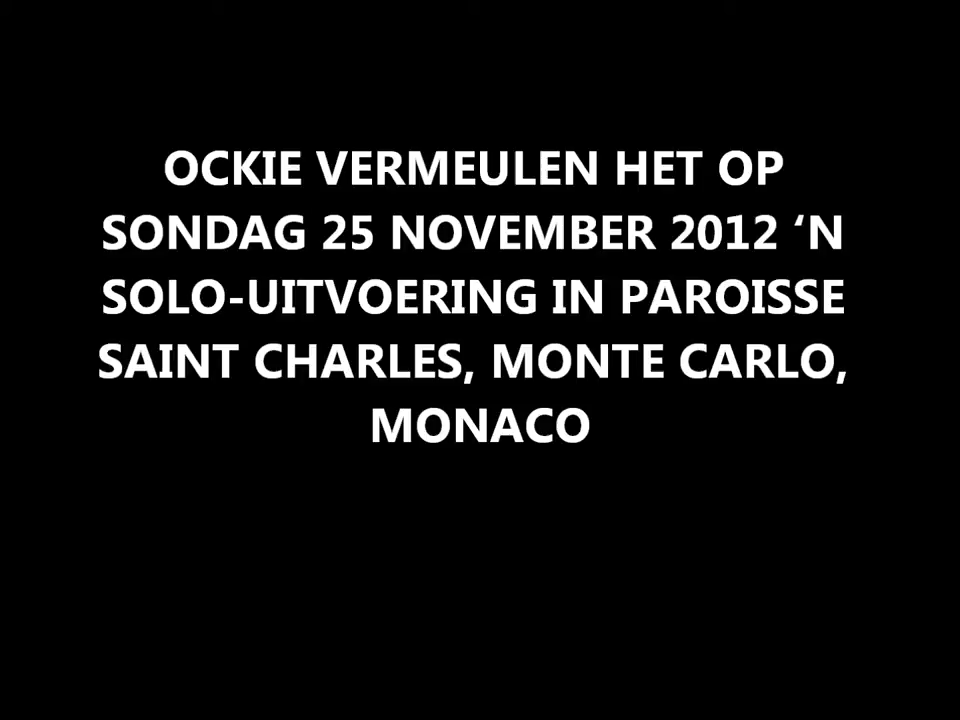 OCKIE VERMEULEN HET OP
SONDAG 25 NOVEMBER 2012 ‘N
SOLO-UITVOERING IN PAROISSE
SAINT CHARLES, MONTE CARLO,
MONACO